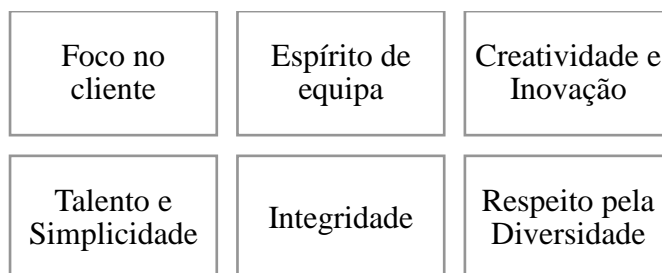 Foco no
cliente
Espírito de
equipa
Creatividade e
Inovação
Talento e
Simplicidade
Integridade
Respeito pela
Diversidade